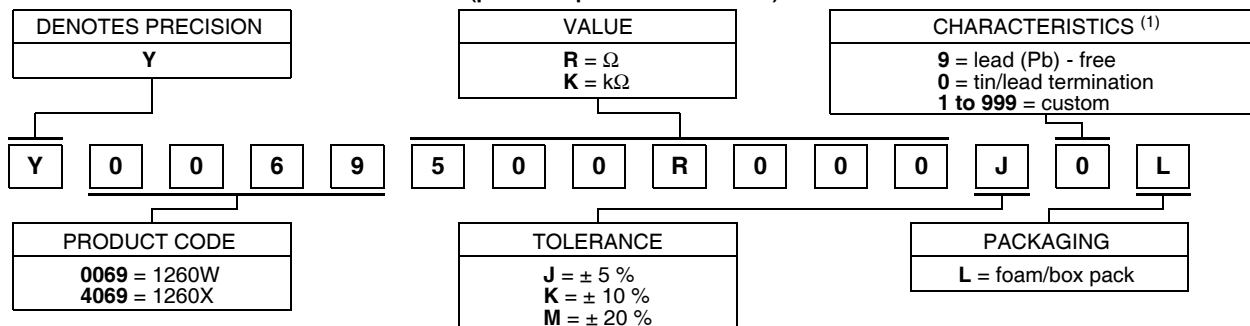 DENOTES PRECISION
Y
VALUE
R = Ω
K = kΩ
CHARACTERISTICS (1)
9 = lead (Pb) - free
0 = tin/lead termination
1 to 999 = custom
Y 0 0 6 9 5 0 0 R 0 0 0 J 0 L
PRODUCT CODE
0069 = 1260W
4069 = 1260X
TOLERANCE
J = ± 5 %
K = ± 10 %
M = ± 20 %
PACKAGING
L = foam/box pack